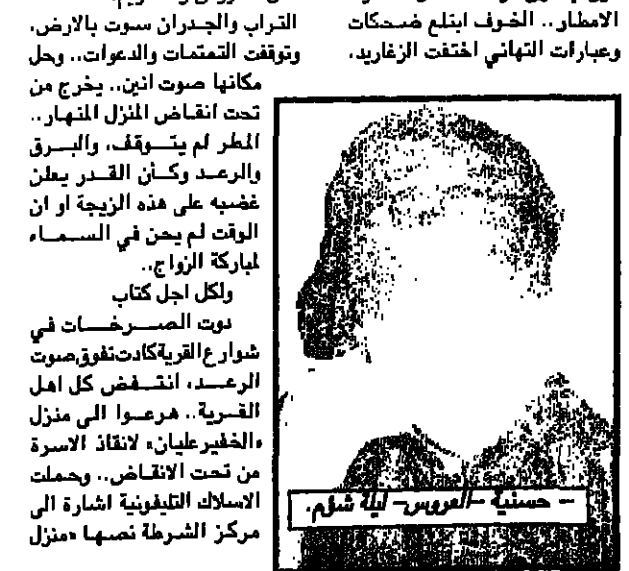 الامطار.. الخوف ابتلع ضحكات
وعبارات التهاني اختفت الزغاريد.
التراب والجدران سوت بالارض.
وتوقفت التمتمات والدعوات.. وحل
مكانها صوت انين.. يخرج من
تحت انقاض المنزل المنهار..
المطر لم يتوقف، والبرق
والرعد وكأن القدر يعلن
غضبه على هذه الزيجة او ان
الوقت لم يحن في السماء
لمباركة الزواج..
ولكل اجل كتاب
دوت الصرخات في
شوارع القرية كادت تفوق صوت
الرعد، انتفض كل اهل
القرية.. هرعوا الى منزل
«الخفير عليان» لانقاذ الاسرة
من تحت الانقاض.. وحملت
الاسلاك التليفونية اشارة الى
مركز الشرطة نصها «منزل
– حسنية – العروس – ليلة شؤم.